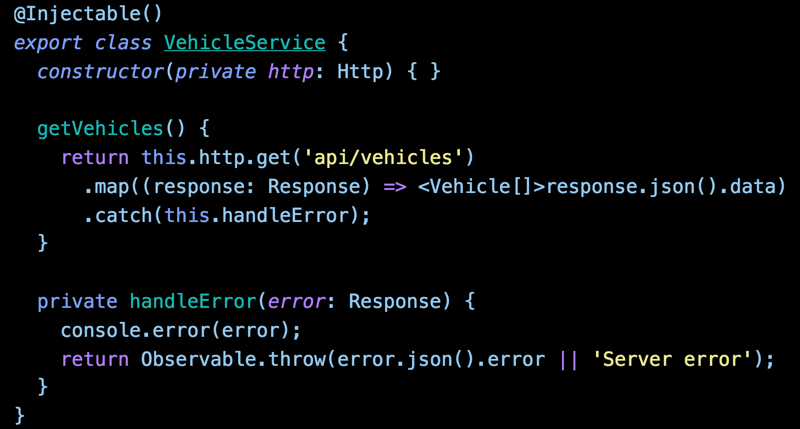 @Injectable()
export class VehicleService {
  constructor(private http: Http) { }

  getVehicles() {
    return this.http.get('api/vehicles')
      .map((response: Response) => <Vehicle[]>response.json().data)
      .catch(this.handleError);
  }

  private handleError(error: Response) {
    console.error(error);
    return Observable.throw(error.json().error || 'Server error');
  }
}